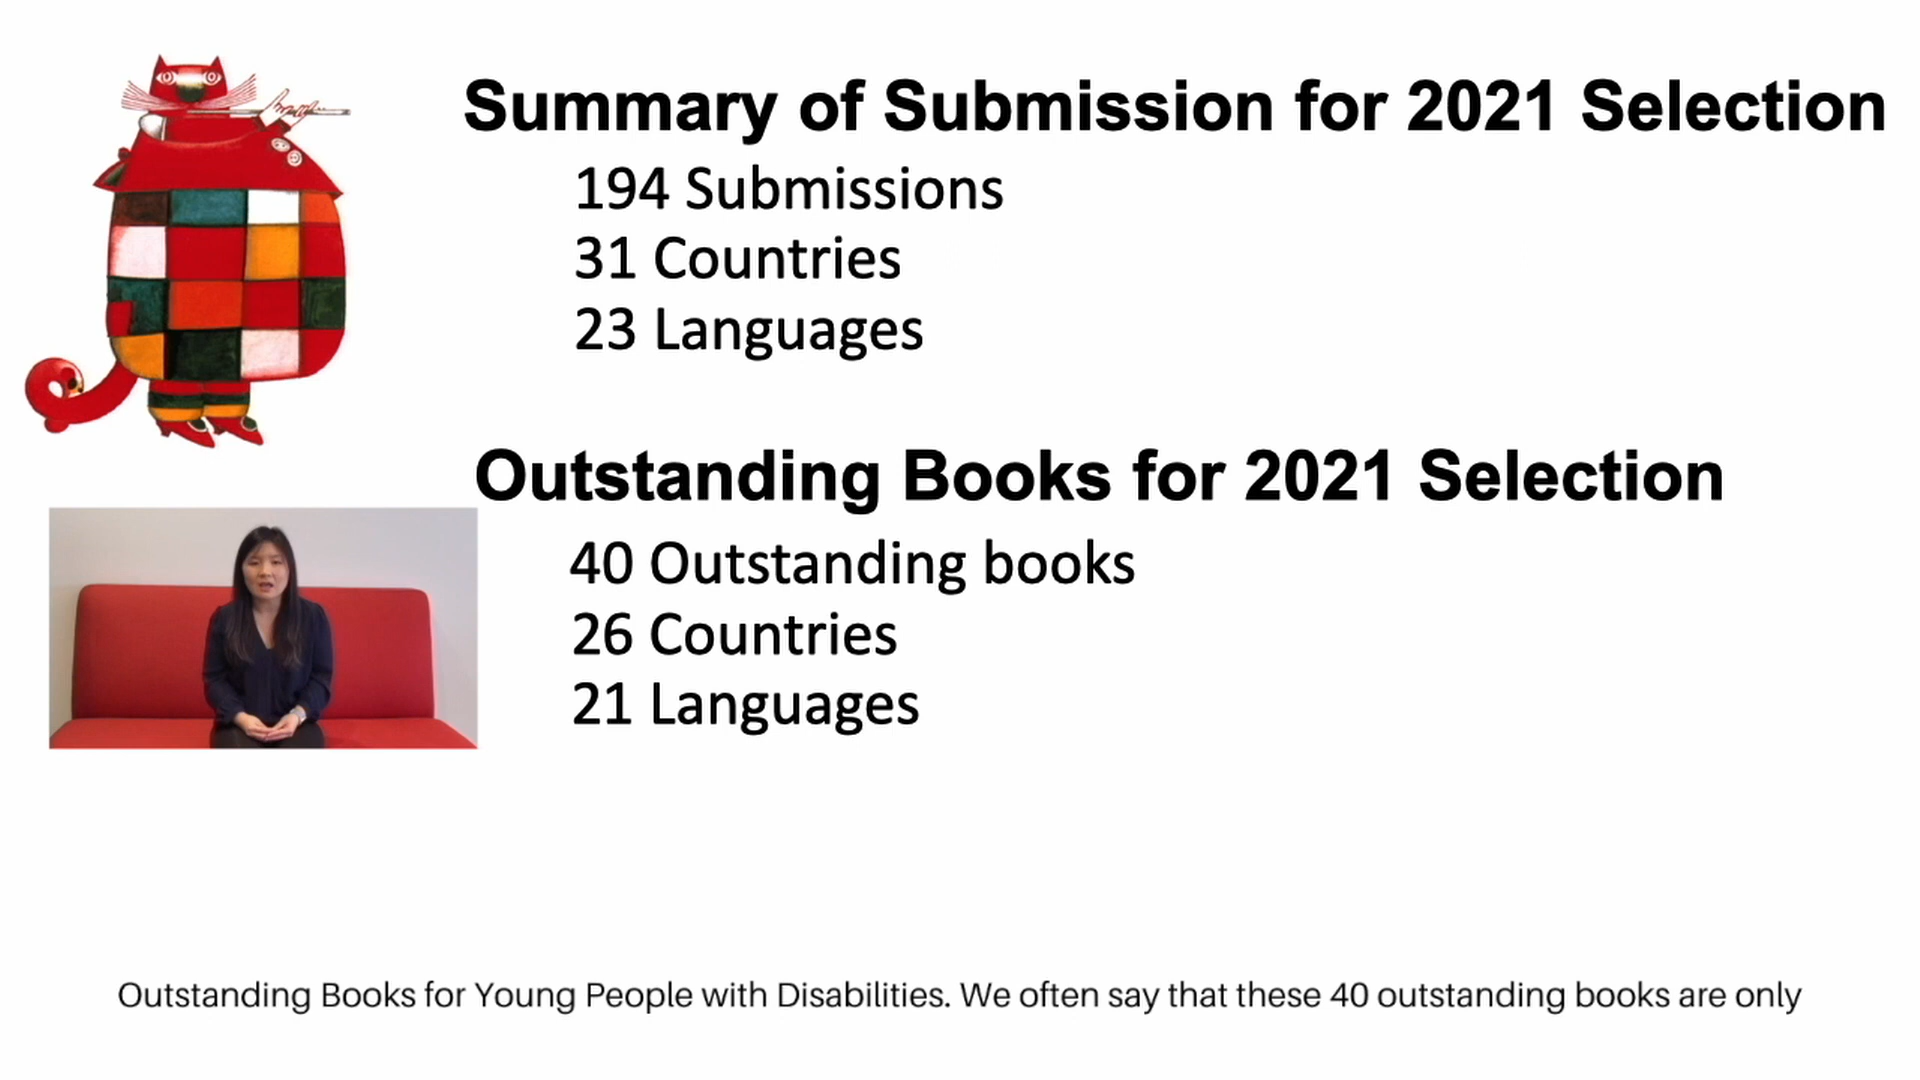 Summary of Submission for 2021 Selection
194 Submissions
31 Countries
23 Languages
Outstanding Books for 2021 Selection
40 Outstanding books
26 Countries
21 Languages
Outstanding Books for Young People with Disabilities. We often say that these 40 outstanding books are only